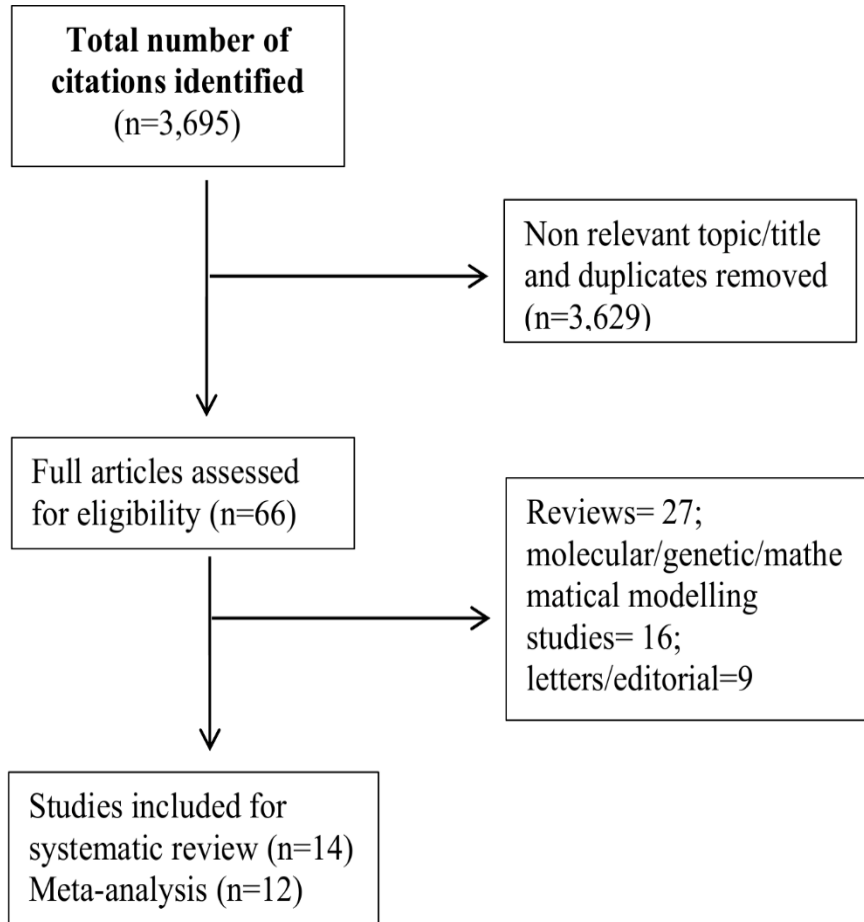 Total number of
citations identified
(n=3,695)
Non relevant topic/title
and duplicates removed
(n=3,629)
Full articles assessed
for eligibility (n=66)
Reviews= 27;
molecular/genetic/mathe
matical modelling
studies= 16;
letters/editorial=9
Studies included for
systematic review (n=14)
Meta-analysis (n=12)